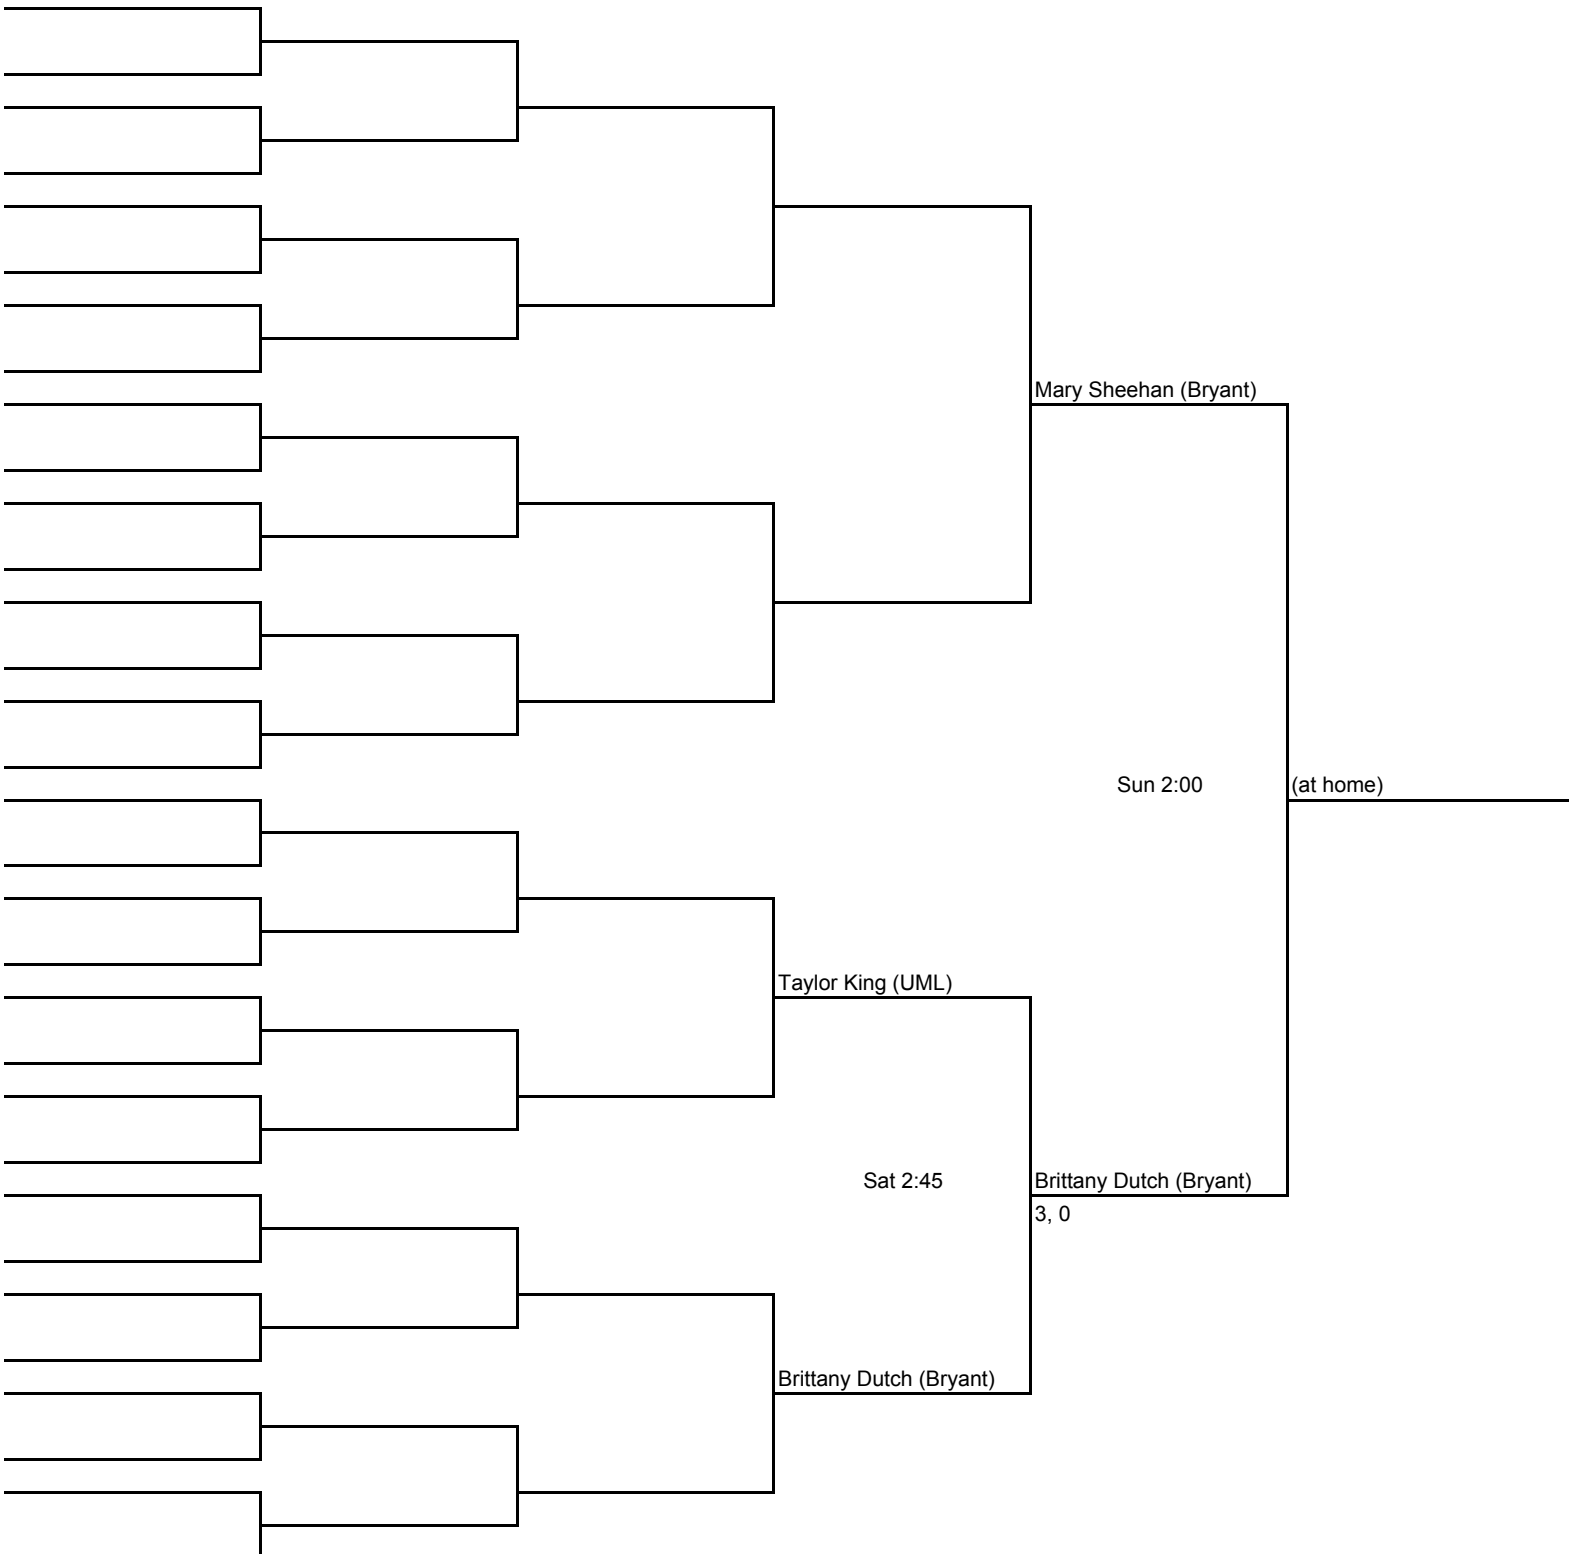 Mary Sheehan (Bryant)
Sun 2:00
(at home)
Taylor King (UML)
Sat 2:45
Brittany Dutch (Bryant)
3, 0
Brittany Dutch (Bryant)